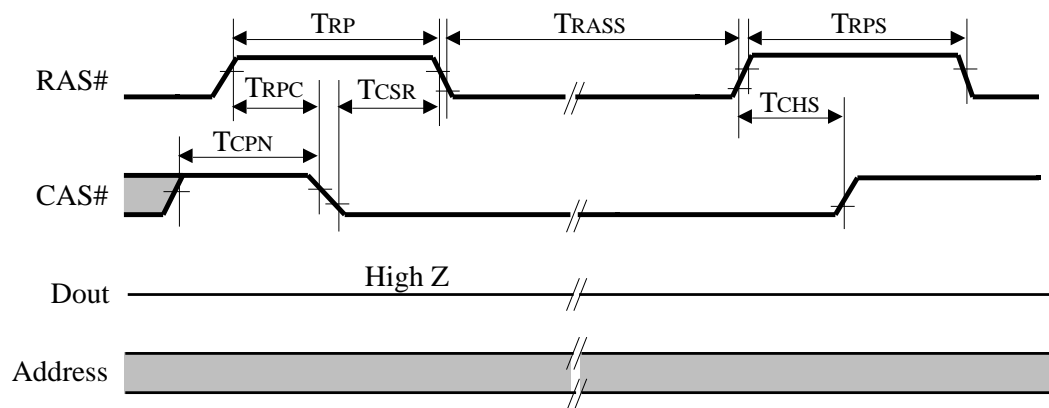 TRP TRASS TRPS
RAS#
TRPC TCSR TCHS
TCPN
CAS#
High Z
Dout
Address